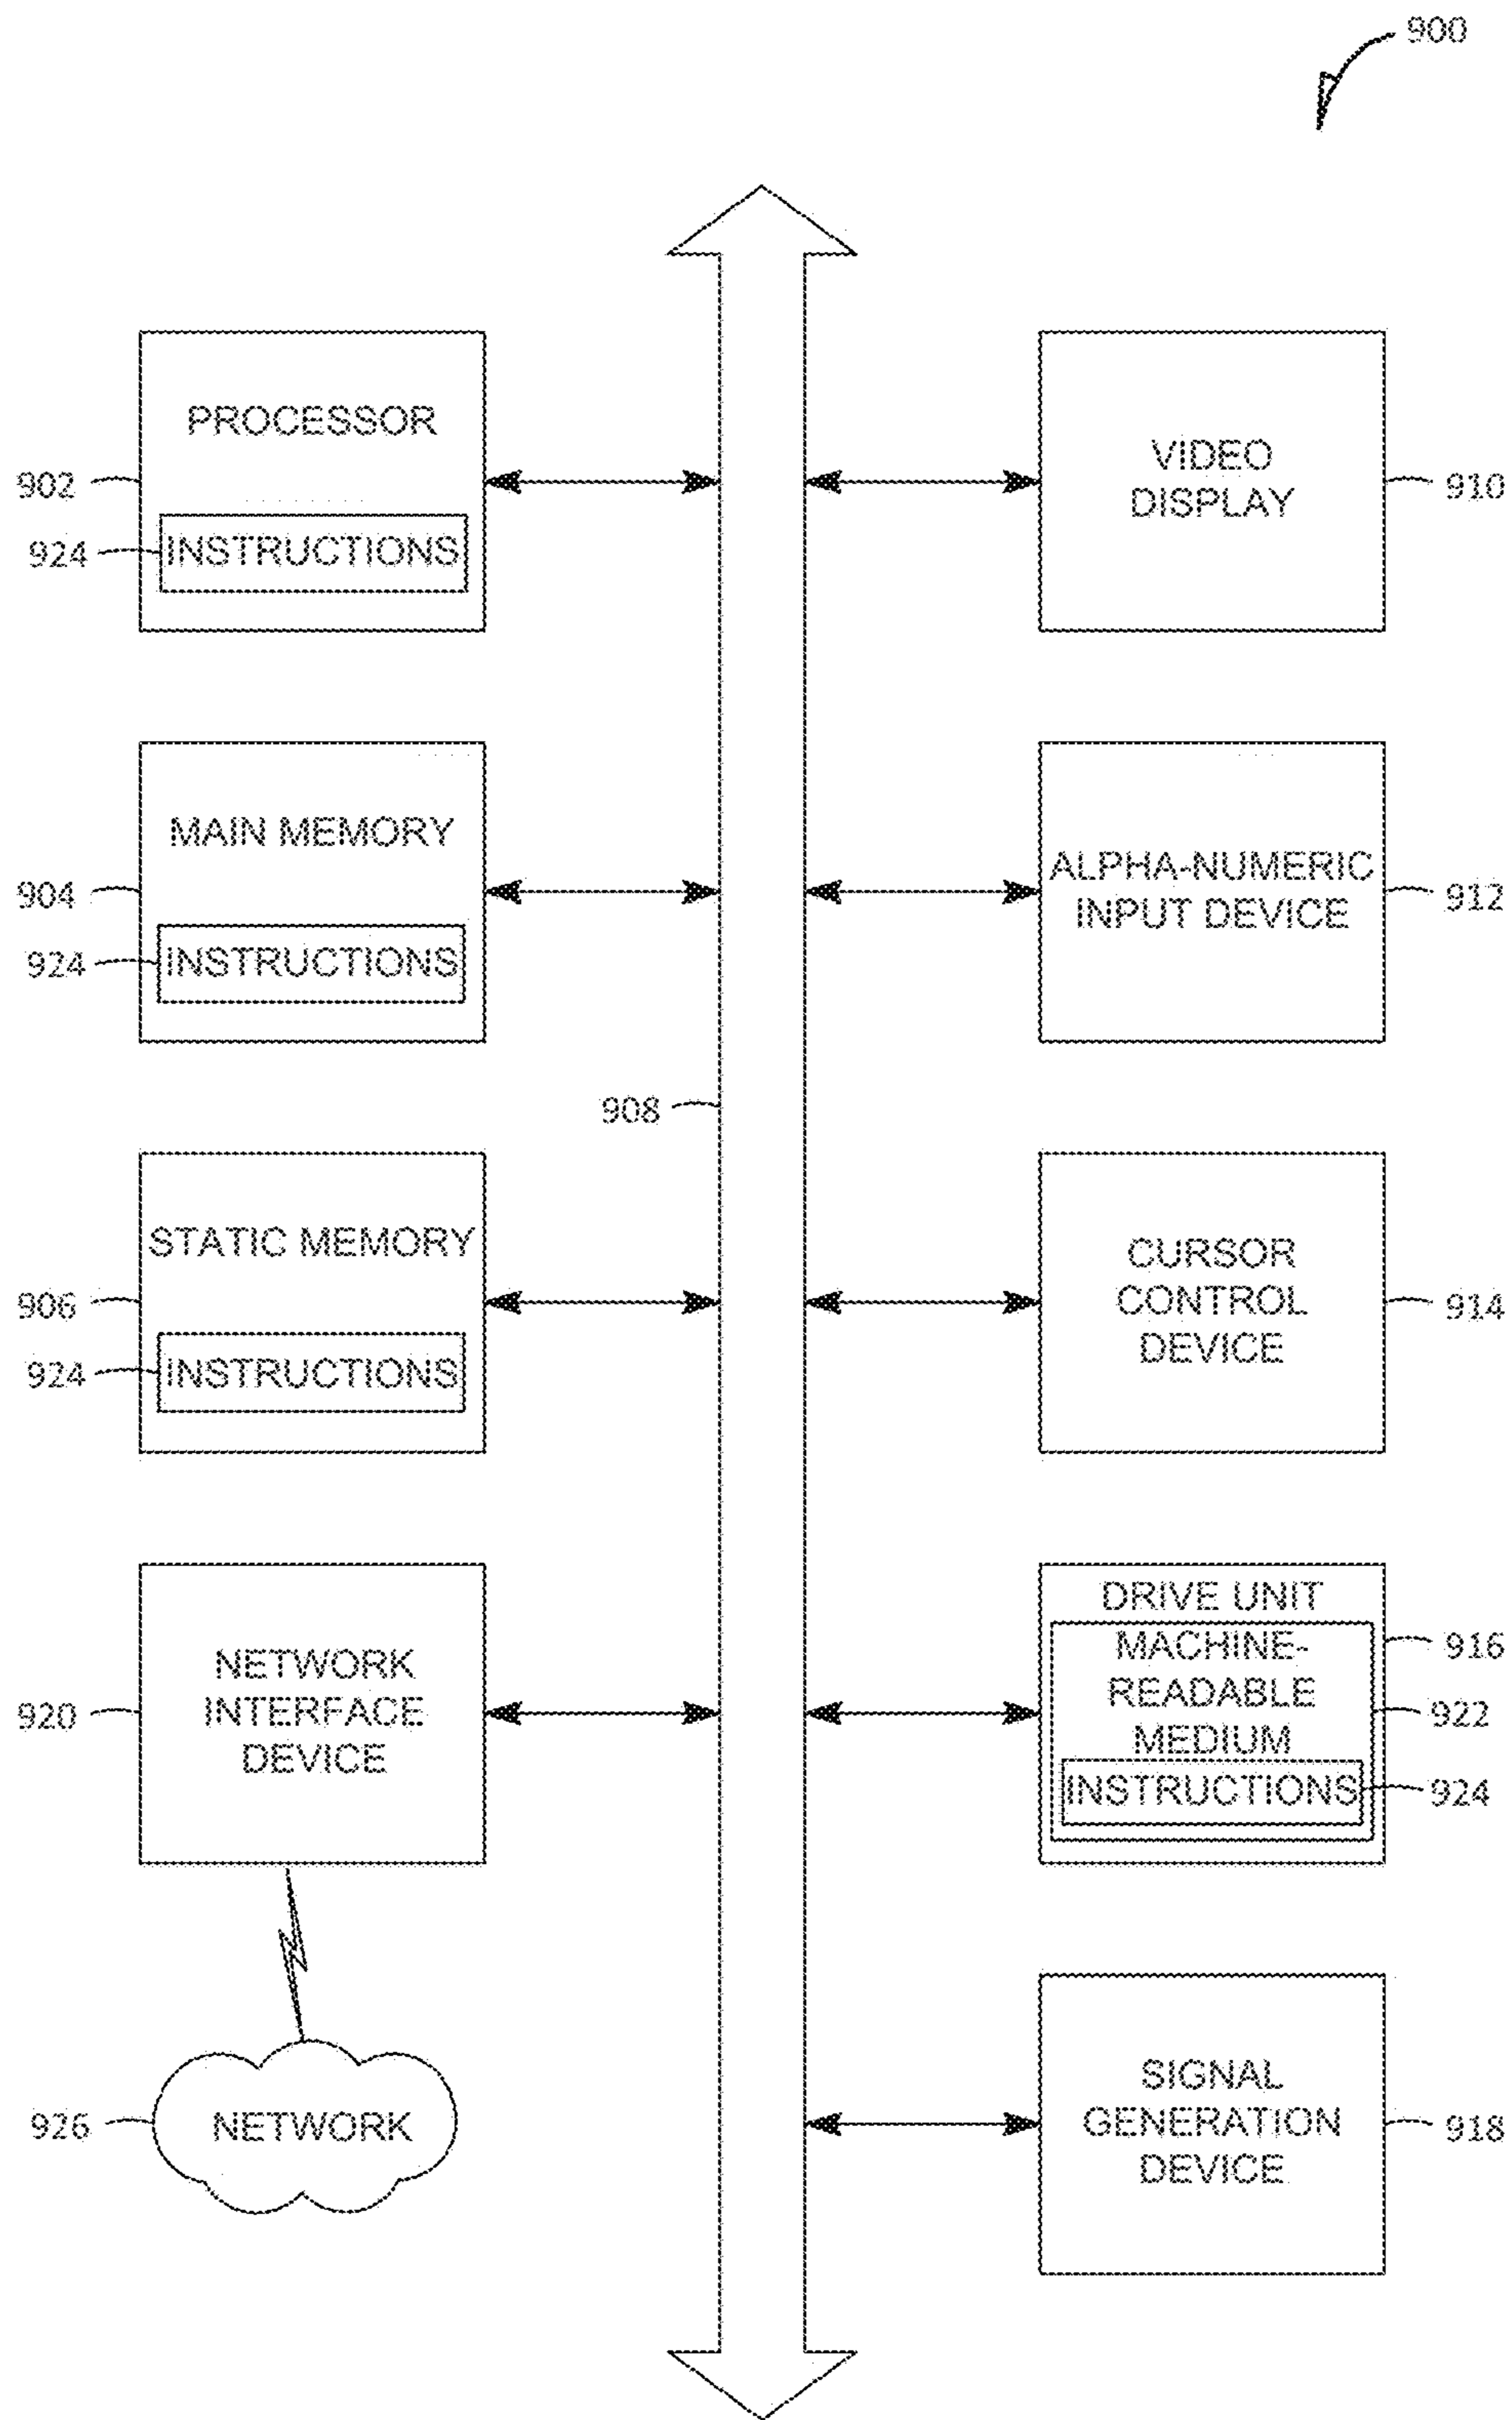 900
PROCESSOR
902
924
INSTRUCTIONS
VIDEO
DISPLAY
910
MAIN MEMORY
904
924
INSTRUCTIONS
ALPHA-NUMERIC
INPUT DEVICE
912
908
STATIC MEMORY
906
924
INSTRUCTIONS
CURSOR
CONTROL
DEVICE
914
NETWORK
INTERFACE
DEVICE
920
DRIVE UNIT
916
MACHINE-
READABLE
MEDIUM
922
INSTRUCTIONS
924
926
NETWORK
SIGNAL
GENERATION
DEVICE
918